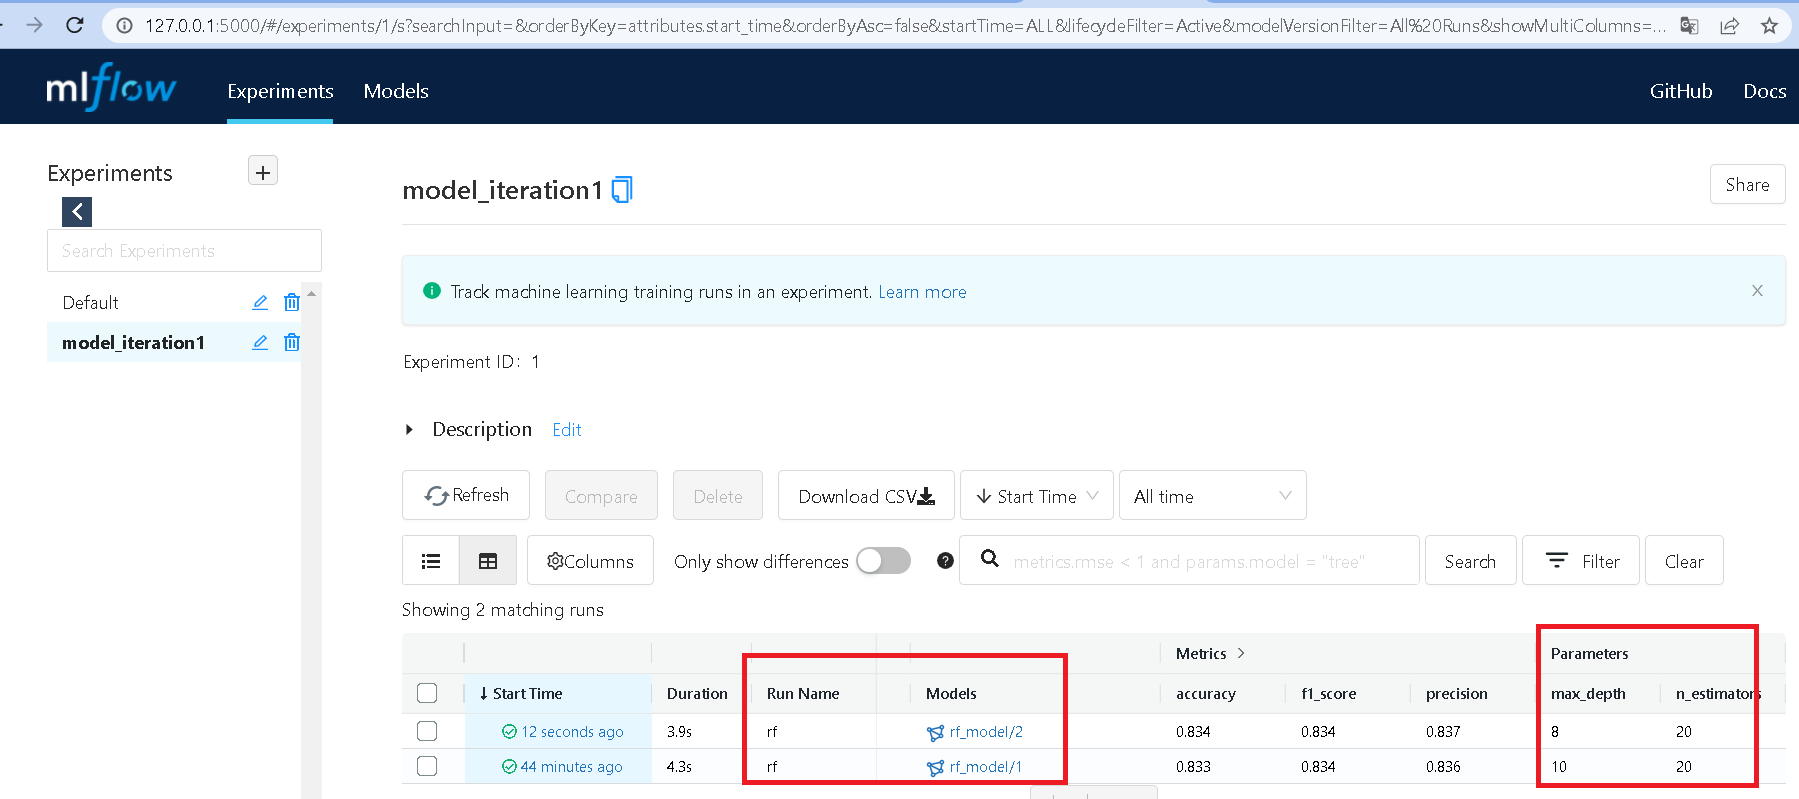 127.0.0.1:5000/#/experiments/1/s?searchInput=&orderByKey=attributes.start_time&orderByAsc=false&startTime=ALL&lifecycleFilter=Active&modelVersionFilter=All%20Runs&showMultiColumns=...
mlflow Experiments Models GitHub Docs
Experiments +
model_iteration1 Share
Search Experiments
Default
model_iteration1
Track machine learning training runs in an experiment. Learn more
Experiment ID: 1
Description Edit
Refresh Compare Delete Download CSV Start Time All time
Columns Only show differences metrics.rmse < 1 and params.model = "tree" Search Filter Clear
Showing 2 matching runs
Metrics > Parameters
↓ Start Time Duration Run Name Models accuracy f1_score precision max_depth n_estimators
12 seconds ago 3.9s rf rf_model/2 0.834 0.834 0.837 8 20
44 minutes ago 4.3s rf rf_model/1 0.833 0.834 0.836 10 20